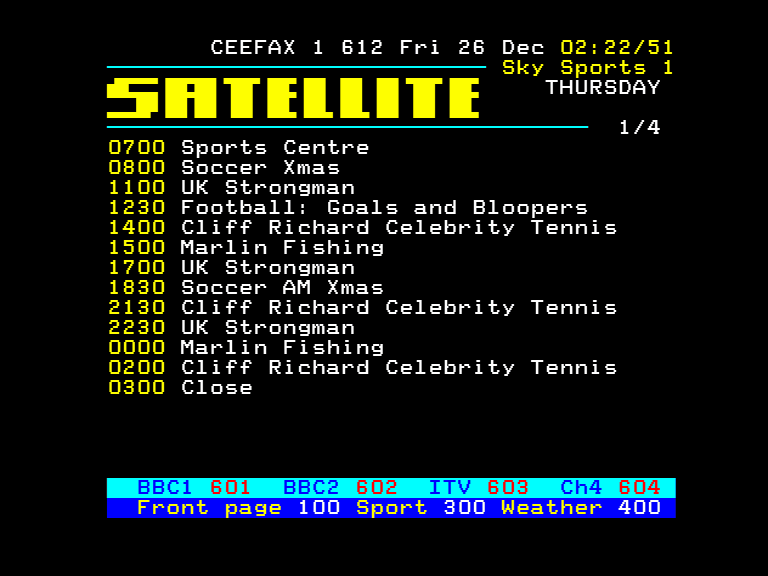 CEEFAX 1 612 Fri 26 Dec 02:22/51
Sky Sports 1
SATELLITE THURSDAY
1/4
0700 Sports Centre
0800 Soccer Xmas
1100 UK Strongman
1230 Football: Goals and Bloopers
1400 Cliff Richard Celebrity Tennis
1500 Marlin Fishing
1700 UK Strongman
1830 Soccer AM Xmas
2130 Cliff Richard Celebrity Tennis
2230 UK Strongman
0000 Marlin Fishing
0200 Cliff Richard Celebrity Tennis
0300 Close
BBC1 601 BBC2 602 ITV 603 Ch4 604
Front page 100 Sport 300 Weather 400